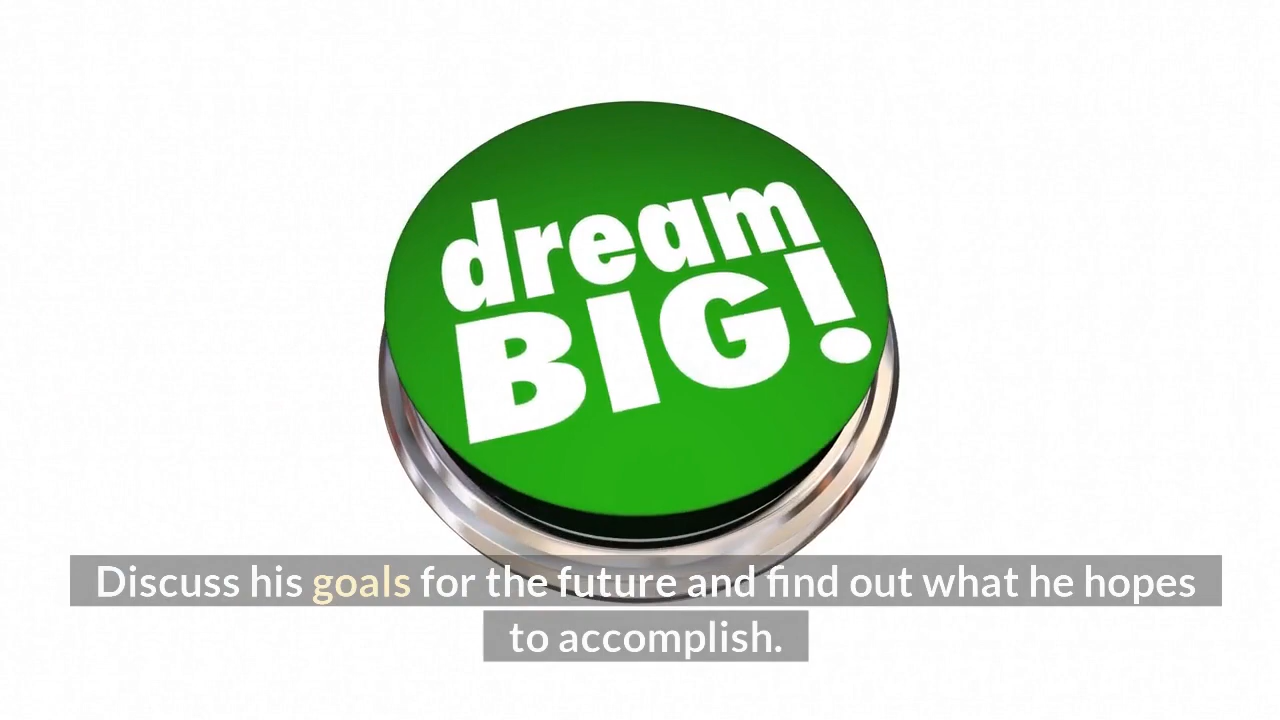 dream
BIG!
Discuss his goals for the future and find out what he hopes
to accomplish.